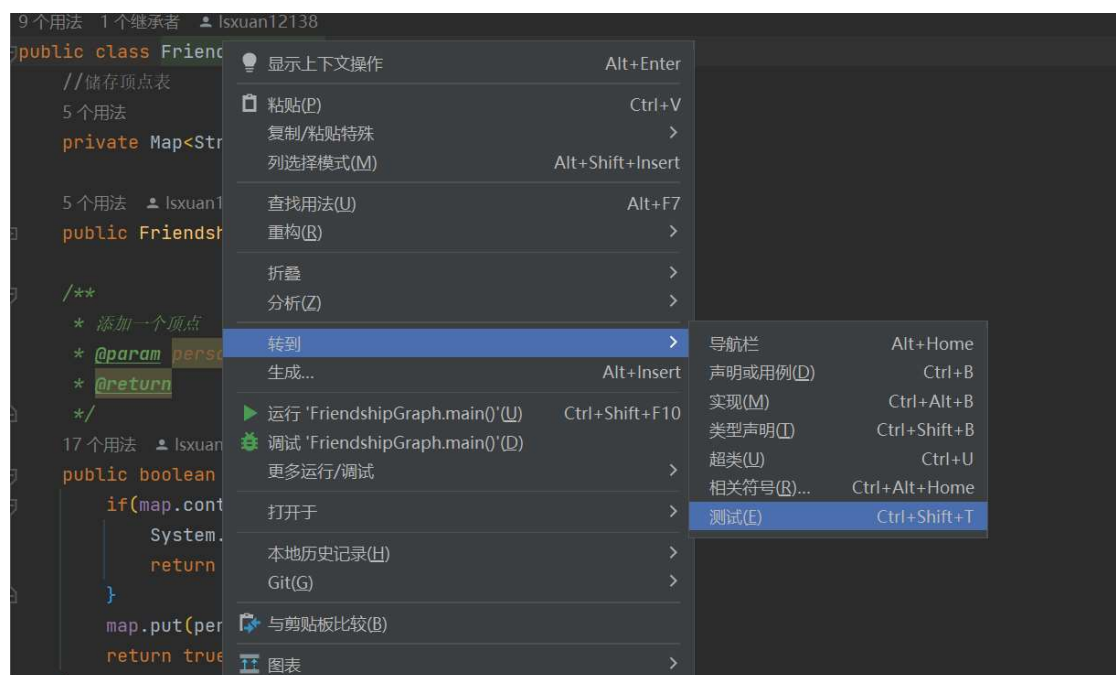 9 个用法 1 个继承者 lsxuan12138
public class Friend
//储存顶点表
5 个用法
private Map<Str
5 个用法 lsxuan1
public Friendsh
/**
* 添加一个顶点
* @param perso
* @return
*/
17 个用法 lsxuan
public boolean
if(map.cont
System.
return
}
map.put(per
return true
显示上下文操作 Alt+Enter
粘贴(P) Ctrl+V
复制/粘贴特殊 >
列选择模式(M) Alt+Shift+Insert
查找用法(U) Alt+F7
重构(R) >
折叠 >
分析(Z) >
转到 >
生成... Alt+Insert
运行 'FriendshipGraph.main()'(U) Ctrl+Shift+F10
调试 'FriendshipGraph.main()'(D)
更多运行/调试 >
打开于 >
本地历史记录(H) >
Git(G) >
与剪贴板比较(B)
图表 >
导航栏 Alt+Home
声明或用例(D) Ctrl+B
实现(M) Ctrl+Alt+B
类型声明(T) Ctrl+Shift+B
超类(U) Ctrl+U
相关符号(R)... Ctrl+Alt+Home
测试(E) Ctrl+Shift+T